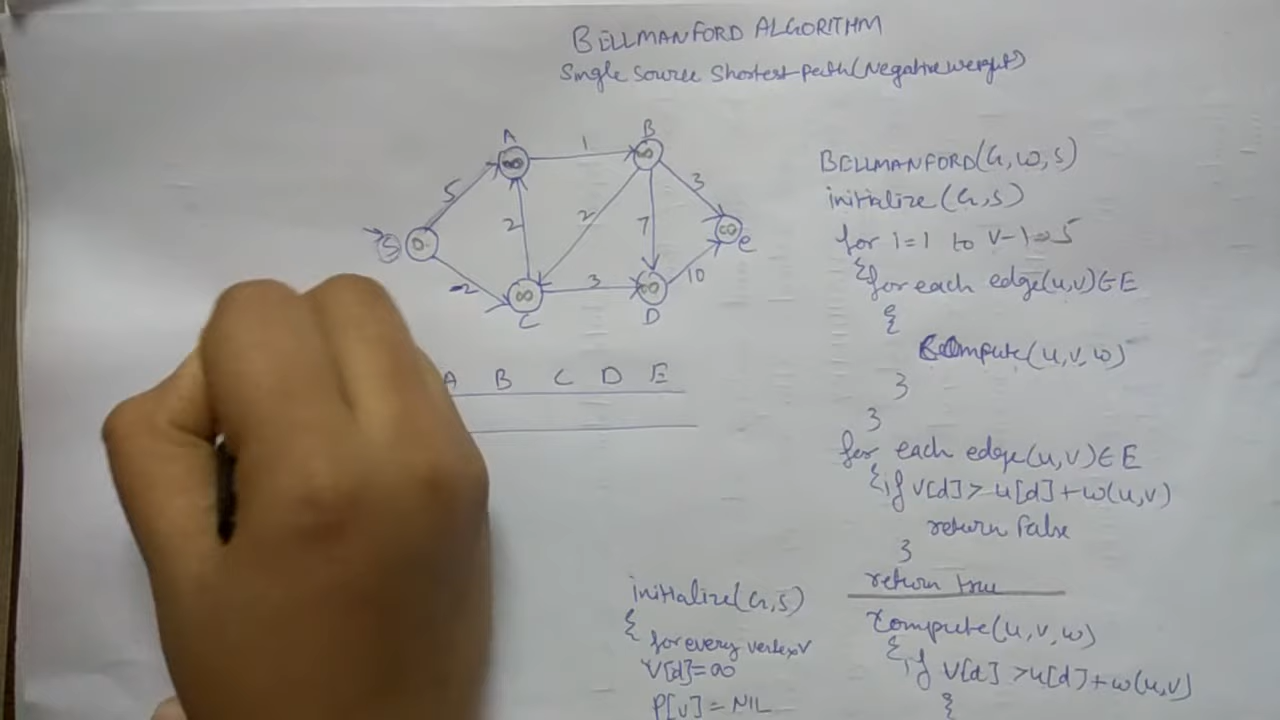 BELLMANFORD ALGORITHM
Single Source Shortest-path(Negative weight)
A
B
1
∞
∞
5
3
2
2
7
S
0
∞
e
-2
3
10
∞
∞
C
D
A B C D E
BELLMANFORD(G,W,S)
initialize (G,S)
for i=1 to V-1=>5
{for each edge(u,v)∈E
{
Compute(u,v,w)
}
}
for each edge(u,v)∈E
{if v[d]> u[d]+w(u,v)
return False
}
return true
initialize(G,S)
{
for every vertex V
V[d]=∞
P[v]=NIL
Compute(u,v,w)
{if V[d]>u[d]+w(u,v)
{